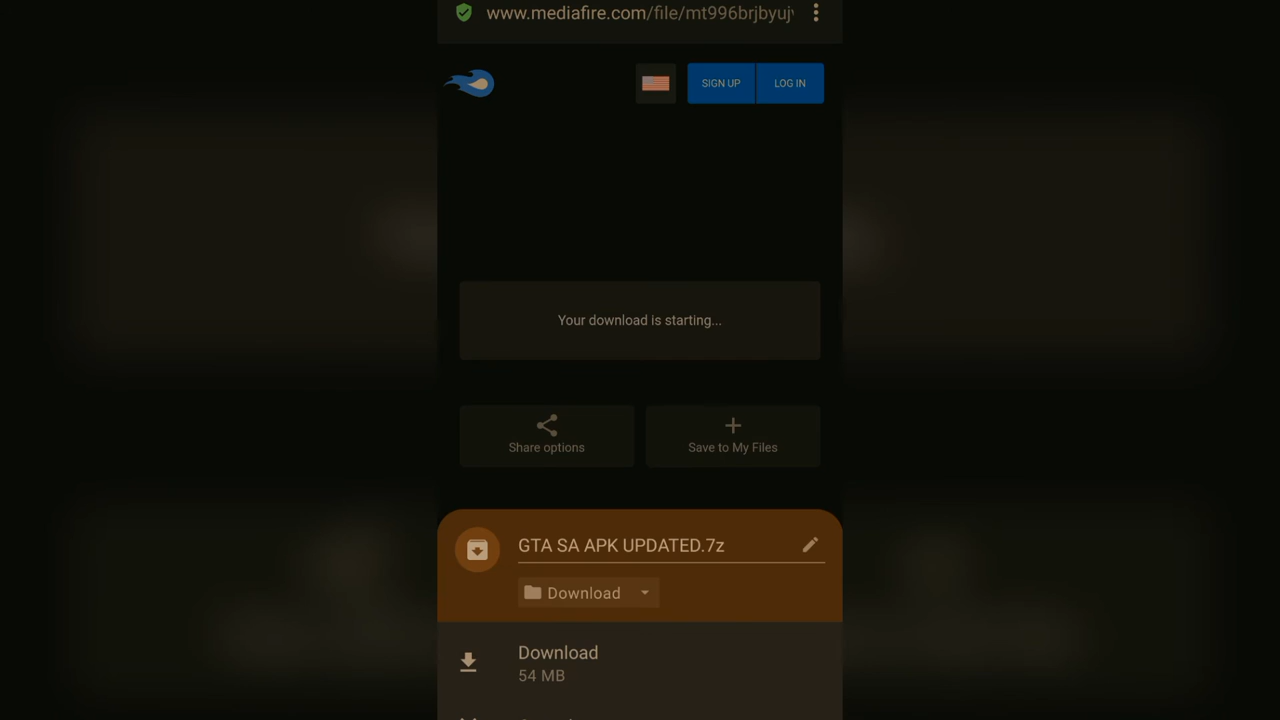 www.mediafire.com/file/mt996brjbyuj
SIGN UP
LOG IN
Your download is starting...
Share options
Save to My Files
GTA SA APK UPDATED.7z
Download
Download
54 MB